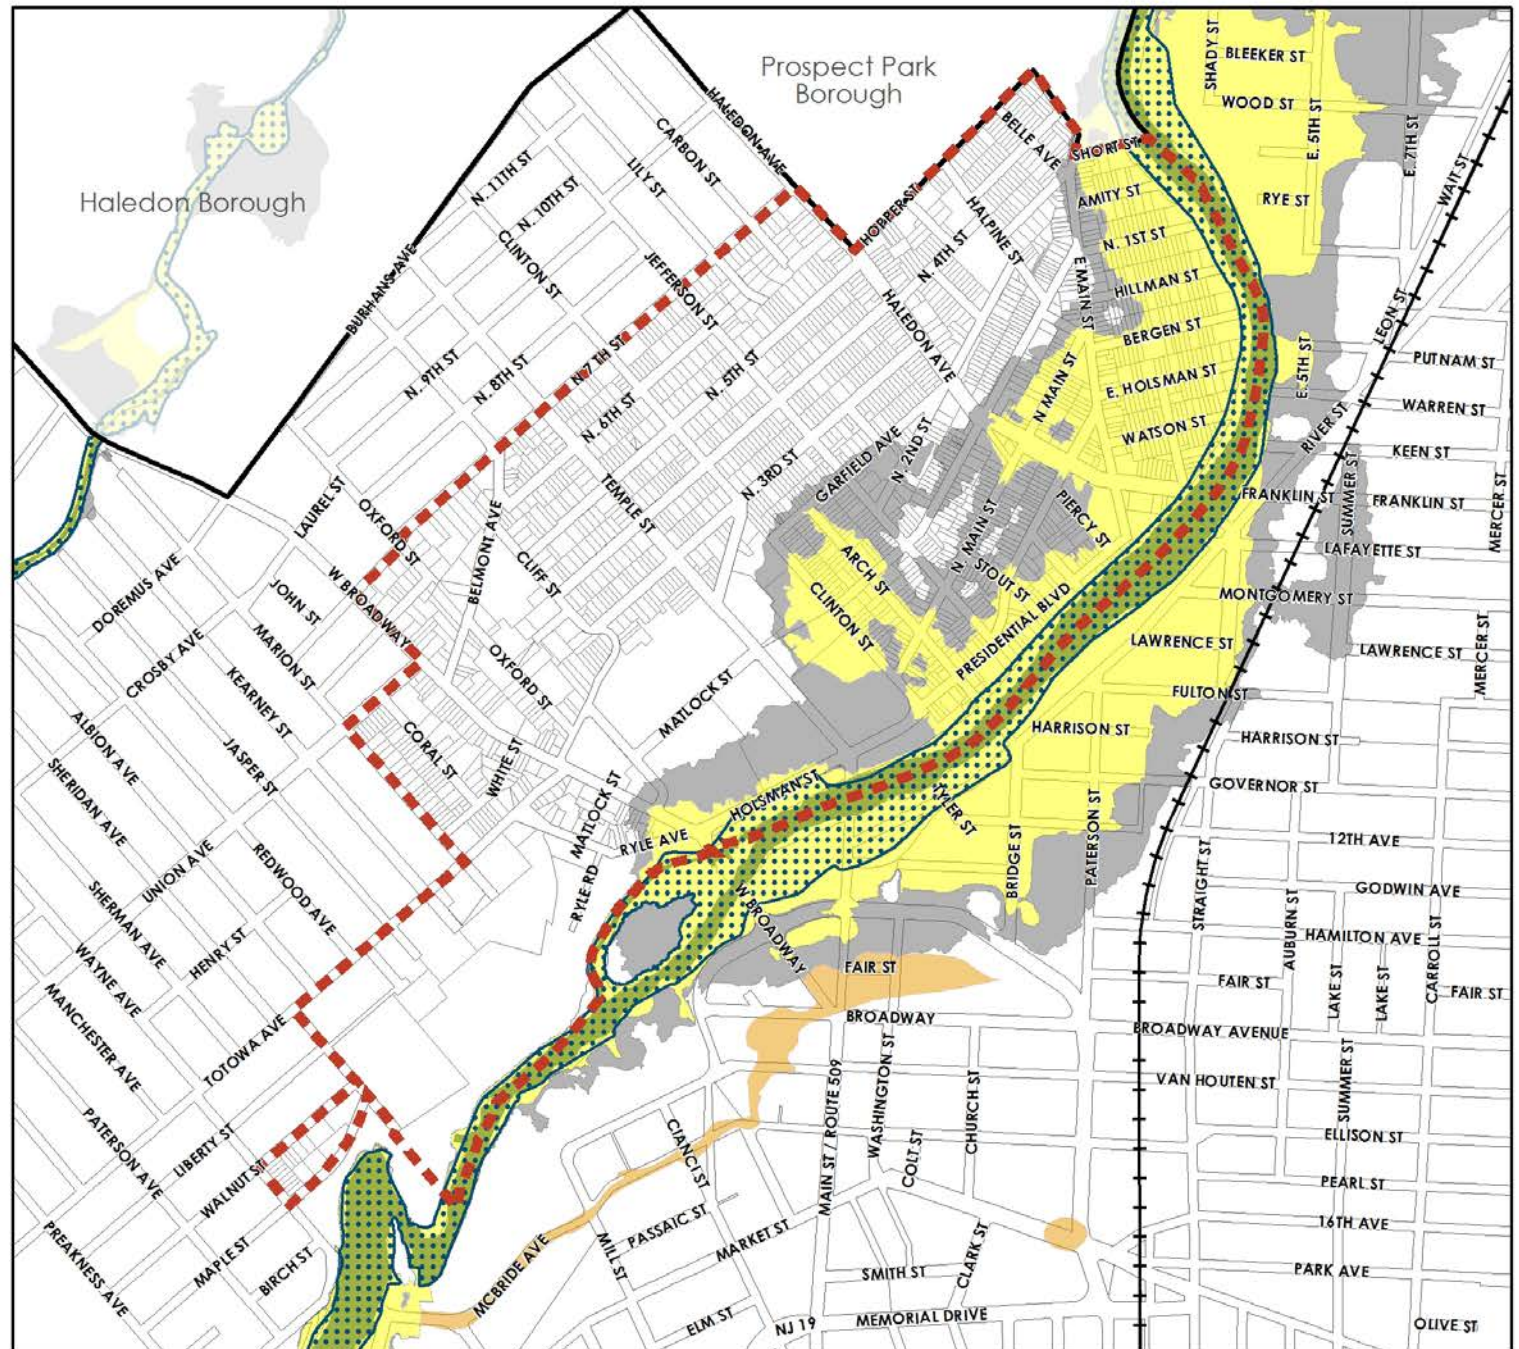 Prospect Park
Borough
Haledon Borough
SHADY ST
BLEEKER ST
WOOD ST
E. 5TH ST
E. 7TH ST
WAIT ST
HALEDON AVE
CARBON ST
LILY ST
BELLE AVE
SHORT ST
N. 11TH ST
N. 10TH ST
AMITY ST
RYE ST
HOPPER ST
HALPINE ST
N. 4TH ST
N. 1ST ST
CLINTON ST
JEFFERSON ST
BURHANS AVE
E MAIN ST
HILLMAN ST
HALEDON AVE
BERGEN ST
LEON ST
PUTNAM ST
N. 9TH ST
N. 8TH ST
N. 7 TH ST
N. 5TH ST
N MAIN ST
E. HOLSMAN ST
E. 5TH ST
WARREN ST
N. 6TH ST
WATSON ST
RIVER ST
KEEN ST
GARFIELD AVE
N. 2ND ST
N. 3RD ST
TEMPLE ST
LAUREL ST
OXFORD ST
BELMONT AVE
FRANKLIN ST
SUMMER ST
FRANKLIN ST
MERCER ST
PIERCY ST
N. MAIN ST
LAFAYETTE ST
DOREMUS AVE
CLIFF ST
ARCH ST
STOUT ST
JOHN ST
W BROADWAY
CLINTON ST
PRESIDENTIAL BLVD
MONTGOMERY ST
LAWRENCE ST
LAWRENCE ST
MERCER ST
CROSBY AVE
MARION ST
OXFORD ST
KEARNEY ST
MATLOCK ST
FULTON ST
HARRISON ST
HARRISON ST
ALBION AVE
JASPER ST
CORAL ST
WHITE ST
GOVERNOR ST
SHERIDAN AVE
MATLOCK ST
HOLSMAN ST
TYLER ST
BRIDGE ST
PATERSON ST
12TH AVE
RYLE AVE
UNION AVE
REDWOOD AVE
RYLE RD
STRAIGHT ST
GODWIN AVE
SHERMAN AVE
W BROADWAY
AUBURN ST
HAMILTON AVE
CARROLL ST
HENRY ST
WAYNE AVE
FAIR ST
FAIR ST
LAKE ST
LAKE ST
FAIR ST
MANCHESTER AVE
TOTOWA AVE
BROADWAY
BROADWAY AVENUE
WASHINGTON ST
MAIN ST / ROUTE 509
CHURCH ST
VAN HOUTEN ST
SUMMER ST
PATERSON AVE
LIBERTY ST
CIANCI ST
COLT ST
ELLISON ST
WALNUT ST
PEARL ST
PASSAIC ST
MARKET ST
16TH AVE
PREAKNESS AVE
MAPLE ST
BIRCH ST
MCBRIDE AVE
MILL ST
CLARK ST
SMITH ST
PARK AVE
ELM ST
NJ 19
MEMORIAL DRIVE
OLIVE ST